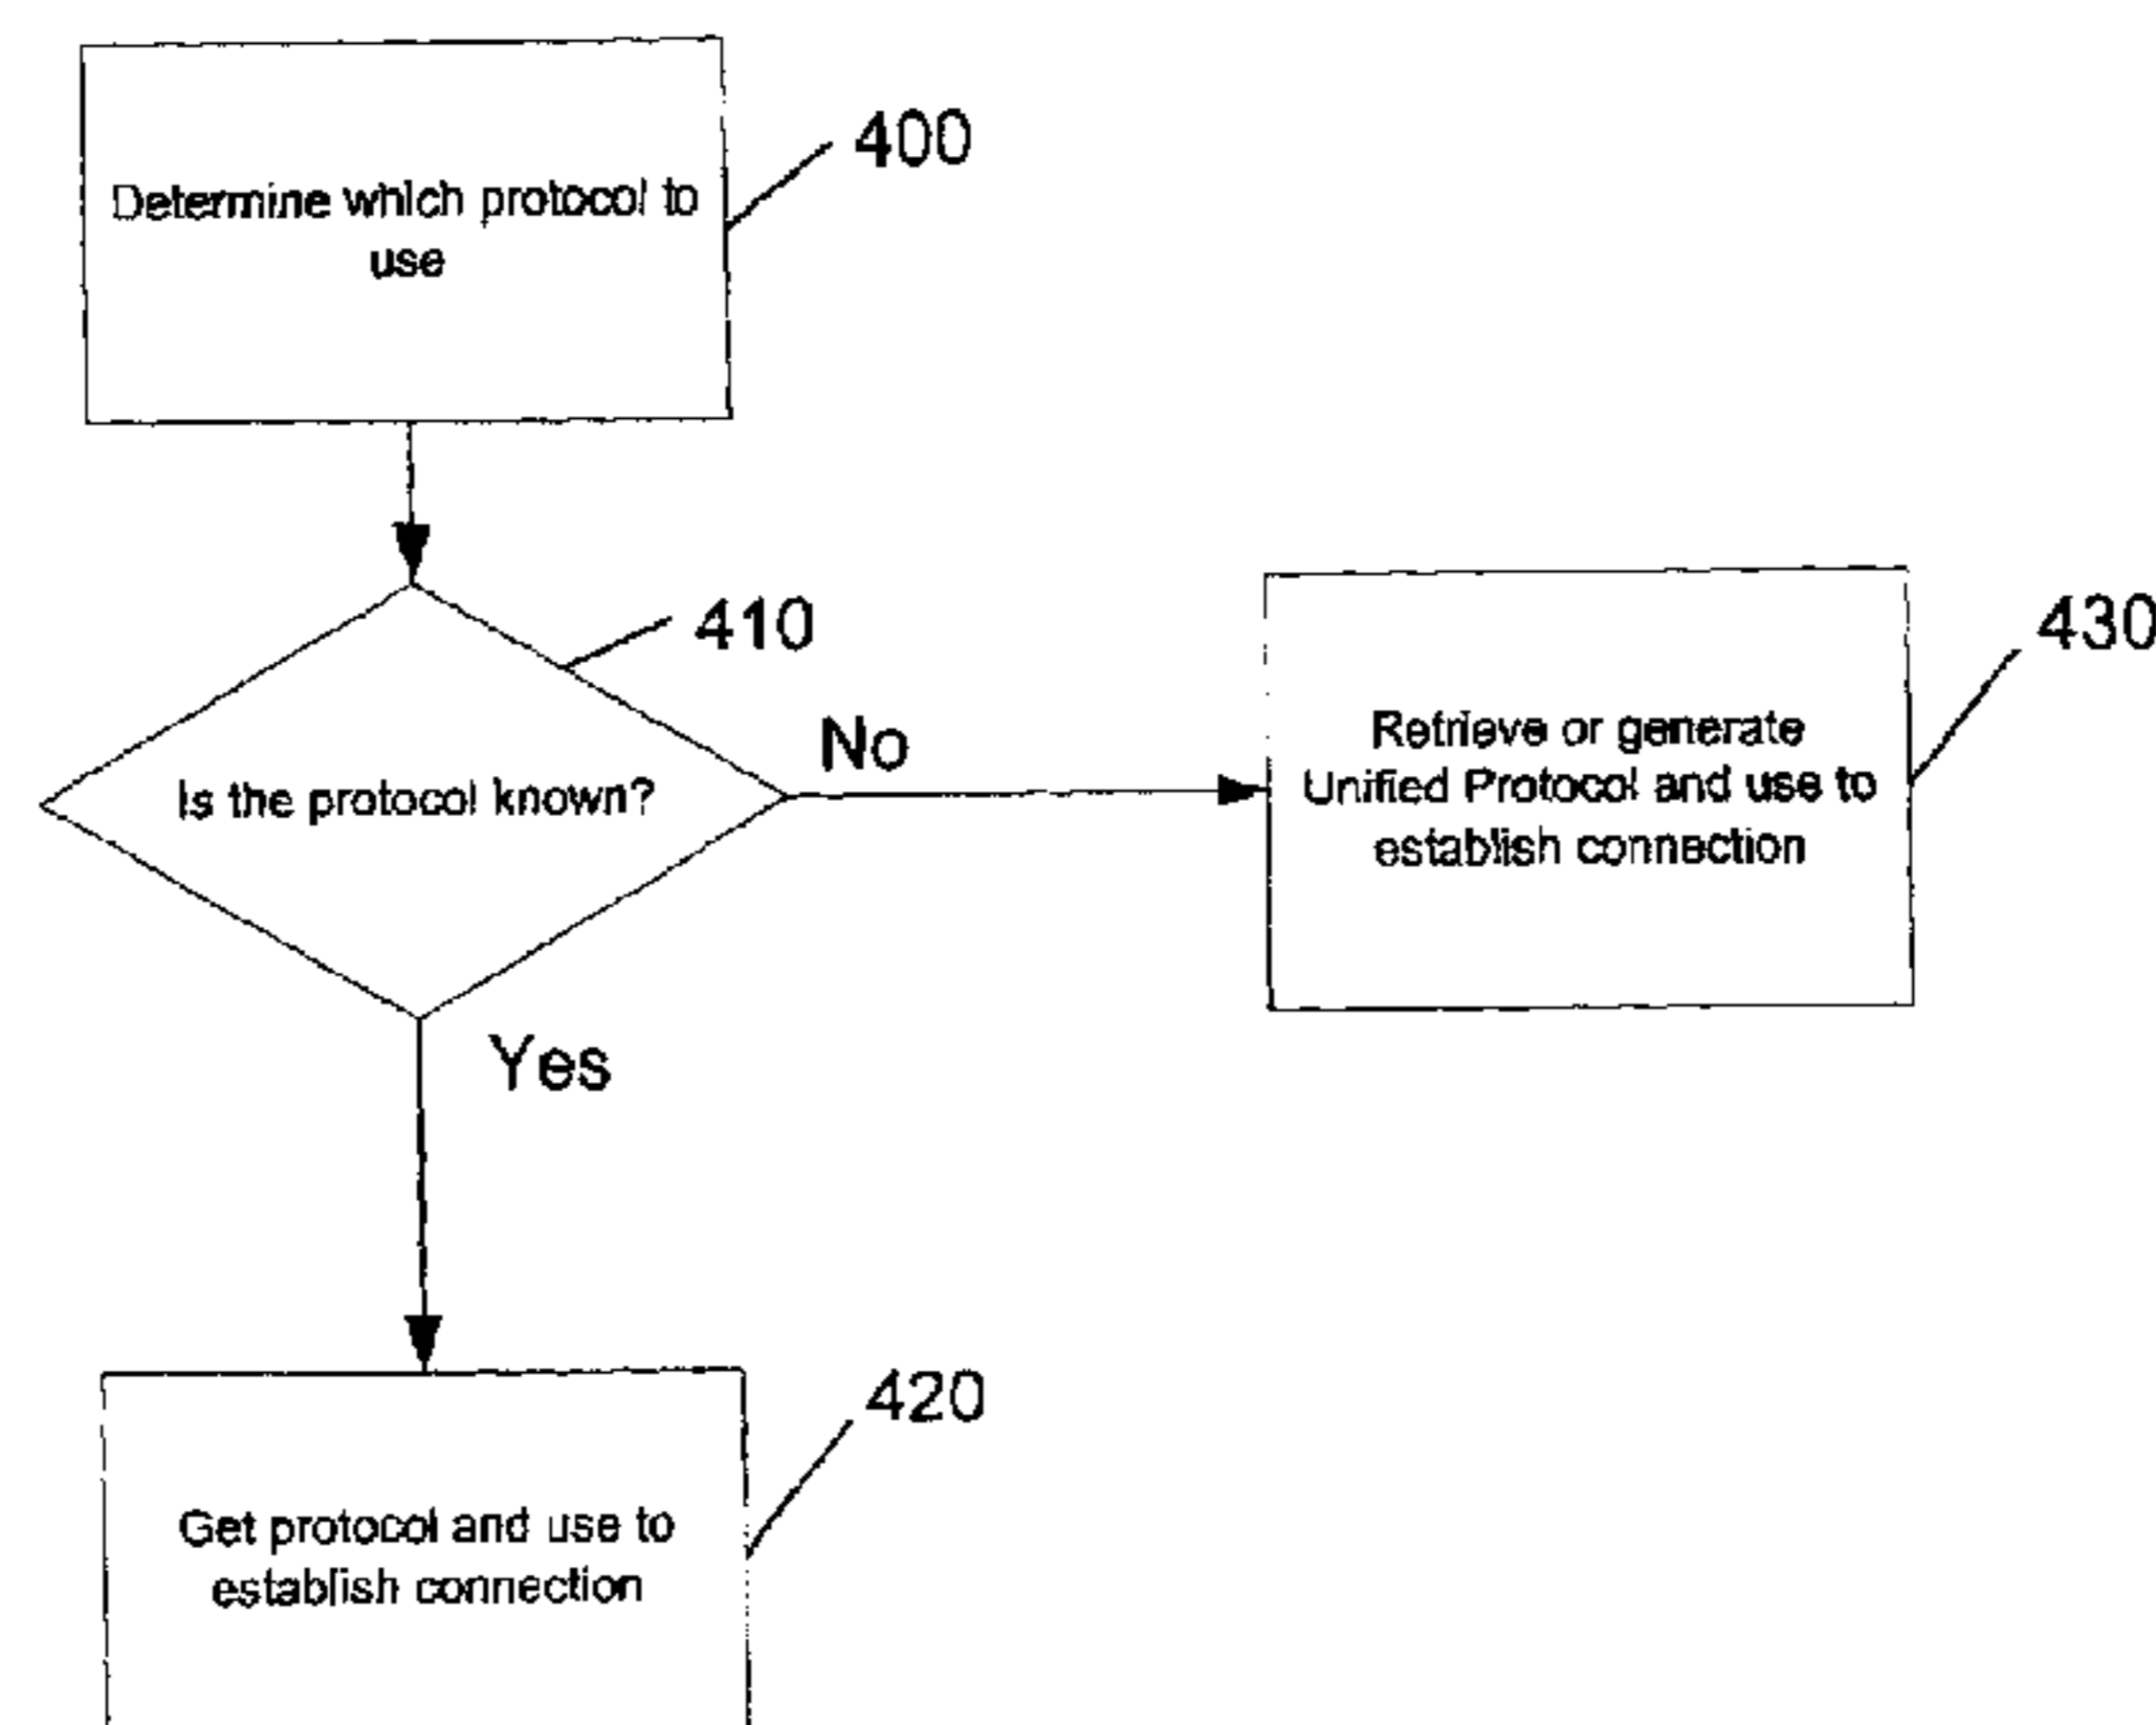 400
Determine which protocol to
use
410
Is the protocol known?
No
430
Retrieve or generate
Unified Protocol and use to
establish connection
Yes
420
Get protocol and use to
establish connection